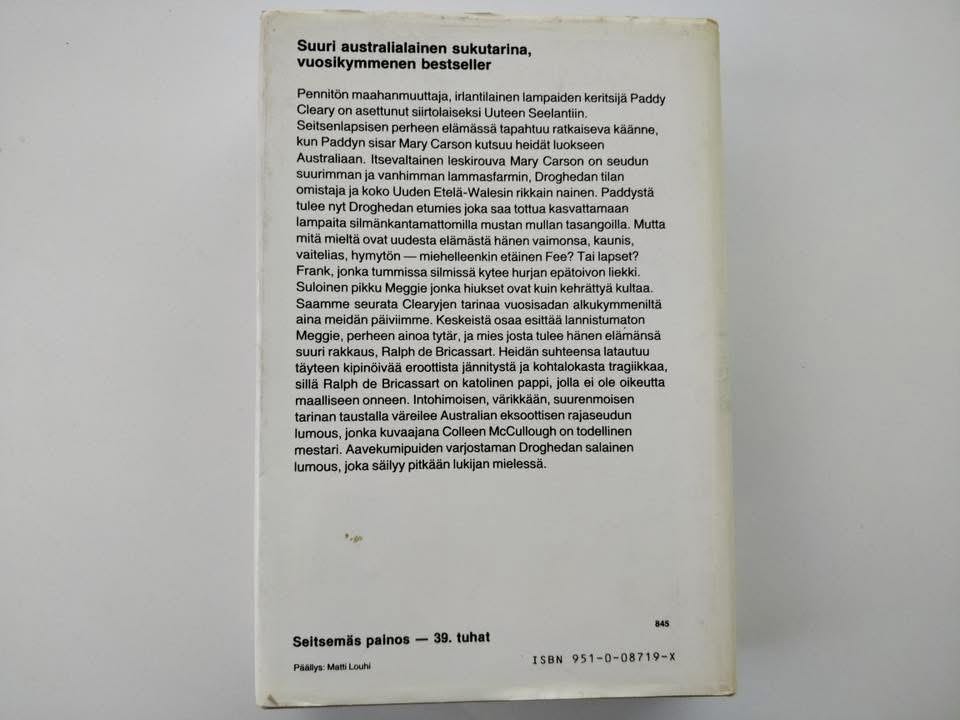 Suuri australialainen sukutarina,
vuosikymmenen bestseller
Pennitön maahanmuuttaja, irlantilainen lampaiden keritsijä Paddy
Cleary on asettunut siirtolaiseksi Uuteen Seelantiin.
Seitsenlapsisen perheen elämässä tapahtuu ratkaiseva käänne,
kun Paddyn sisar Mary Carson kutsuu heidät luokseen
Australiaan. Itsevaltainen leskirouva Mary Carson on seudun
suurimman ja vanhimman lammasfarmin, Droghedan tilan
omistaja ja koko Uuden Etelä-Walesin rikkain nainen. Paddystä
tulee nyt Droghedan etumies joka saa tottua kasvattamaan
lampaita silmänkantamattomilla mustan mullan tasangoilla. Mutta
mitä mieltä ovat uudesta elämästä hänen vaimonsa, kaunis,
vaitelias, hymytön — miehelleenkin etäinen Fee? Tai lapset?
Frank, jonka tummissa silmissä kytee hurjan epätoivon liekki.
Suloinen pikku Meggie jonka hiukset ovat kuin kehrättyä kultaa.
Saamme seurata Clearyjen tarinaa vuosisadan alkukymmeniltä
aina meidän päiviimme. Keskeistä osaa esittää lannistumaton
Meggie, perheen ainoa tytär, ja mies josta tulee hänen elämänsä
suuri rakkaus, Ralph de Bricassart. Heidän suhteensa latautuu
täyteen kipinöivää eroottista jännitystä ja kohtalokasta tragiikkaa,
sillä Ralph de Bricassart on katolinen pappi, jolla ei ole oikeutta
maalliseen onneen. Intohimoisen, värikkään, suurenmoisen
tarinan taustalla väreilee Australian eksoottisen rajaseudun
lumous, jonka kuvaajana Colleen McCullough on todellinen
mestari. Aavekumipuiden varjostaman Droghedan salainen
lumous, joka säilyy pitkään lukijan mielessä.
845
Seitsemäs painos — 39. tuhat
ISBN 951-0-08719-X
Päällys: Matti Louhi